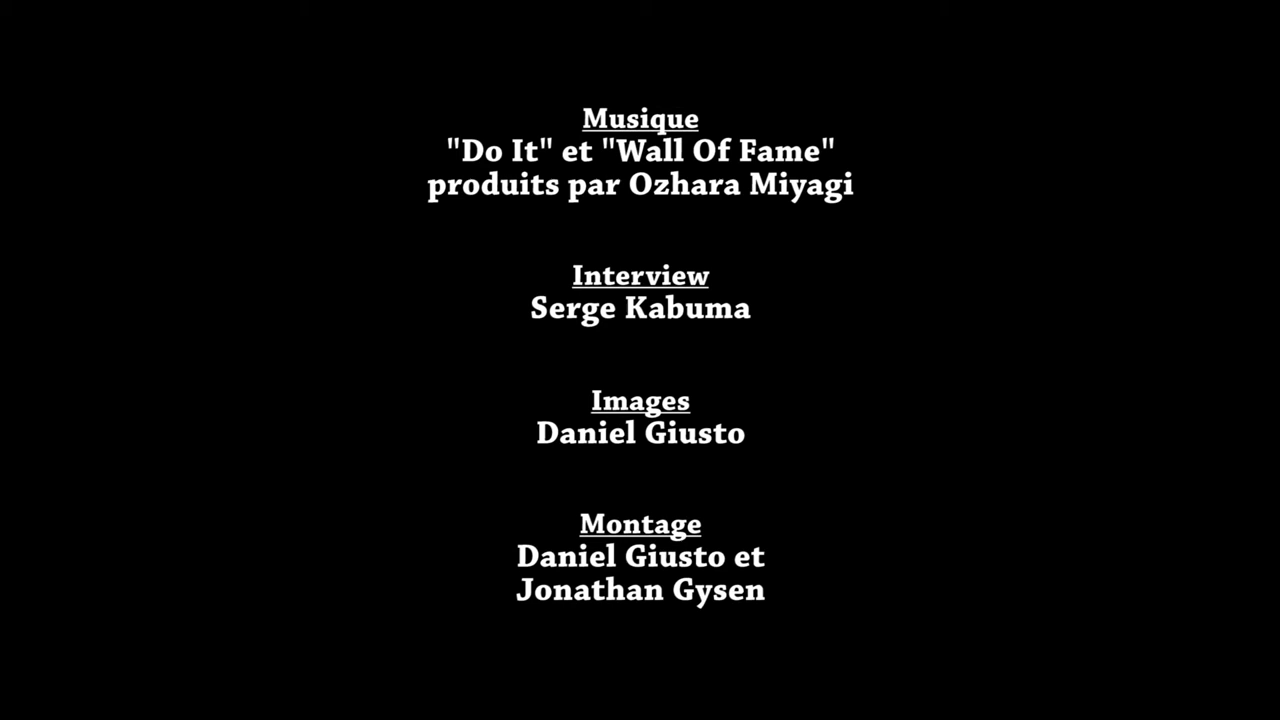 Musique
"Do It" et "Wall Of Fame"
produits par Ozhara Miyagi
Interview
Serge Kabuma
Images
Daniel Giusto
Montage
Daniel Giusto et
Jonathan Gysen